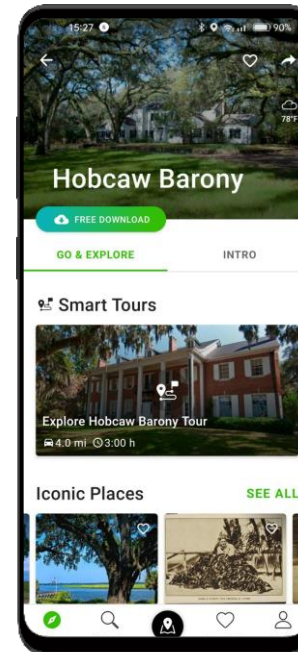 15:27
90%
78°F
Hobcaw Barony
FREE DOWNLOAD
GO & EXPLORE
INTRO
Smart Tours
Explore Hobcaw Barony Tour
4.0 mi 3:00 h
Iconic Places
SEE ALL